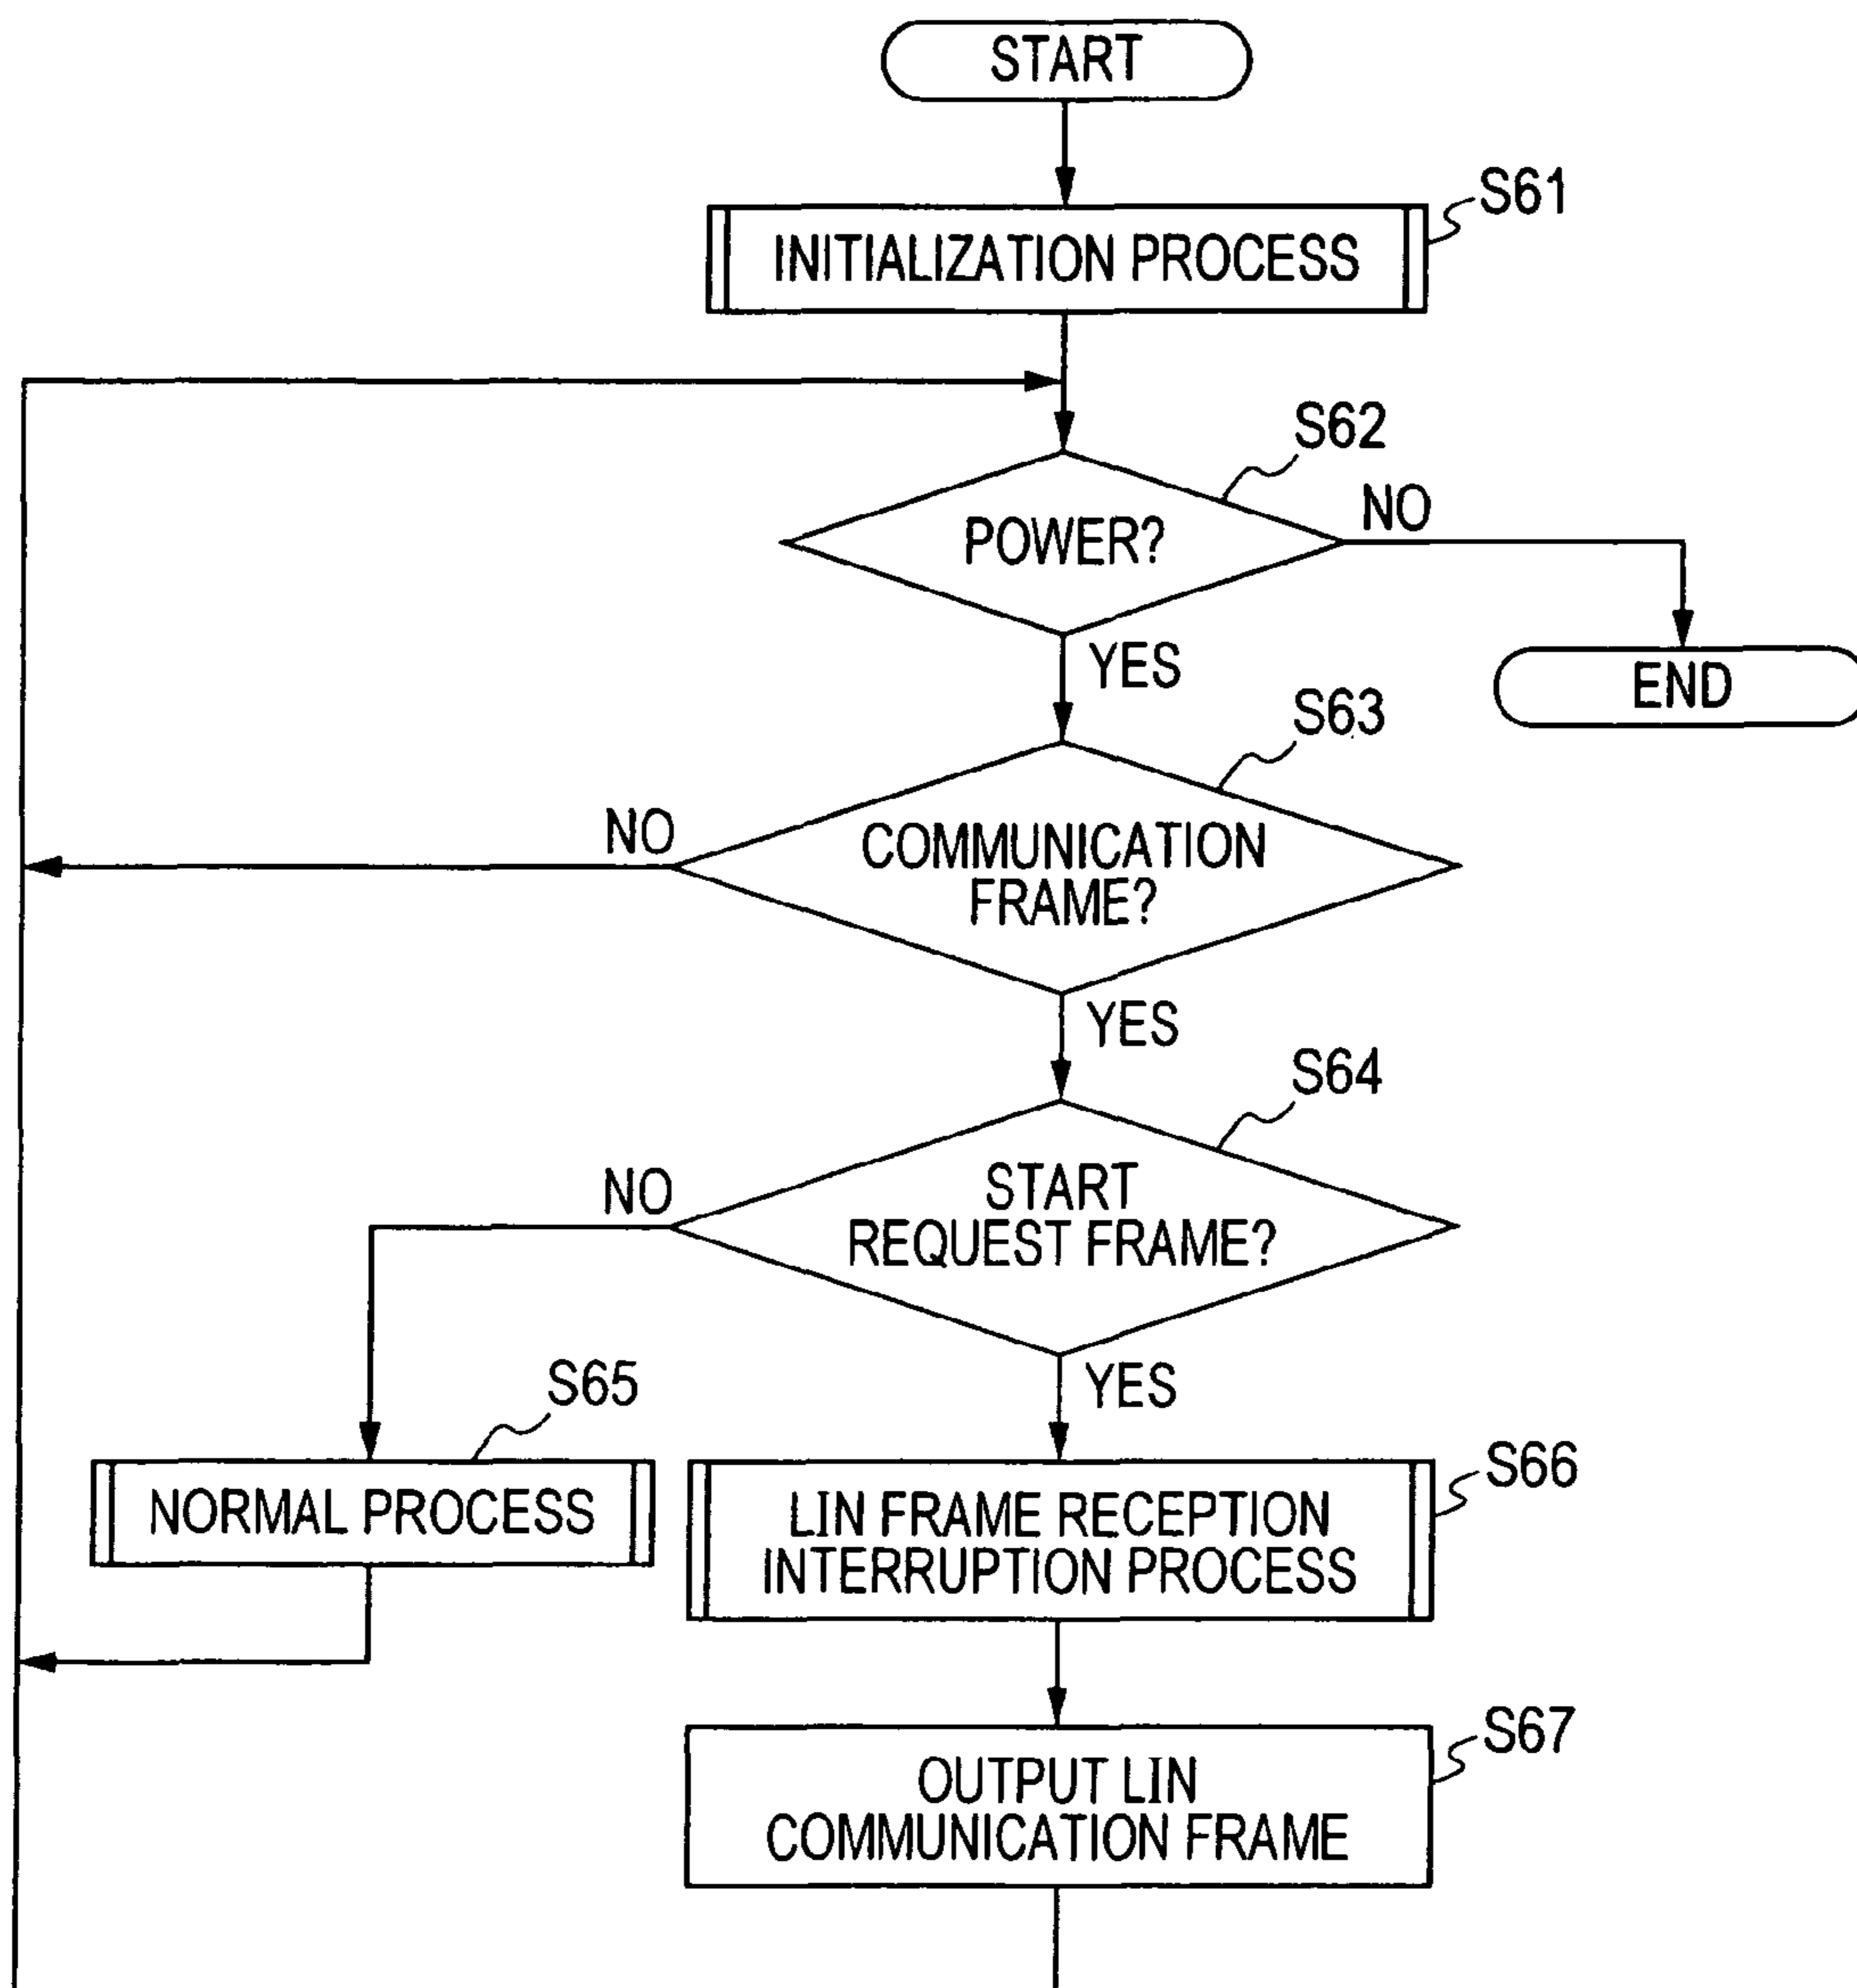 START
S61
INITIALIZATION PROCESS
S62
POWER?
NO
YES
END
S63
NO
COMMUNICATION
FRAME?
YES
S64
NO
START
REQUEST FRAME?
YES
S65
NORMAL PROCESS
S66
LIN FRAME RECEPTION
INTERRUPTION PROCESS
S67
OUTPUT LIN
COMMUNICATION FRAME